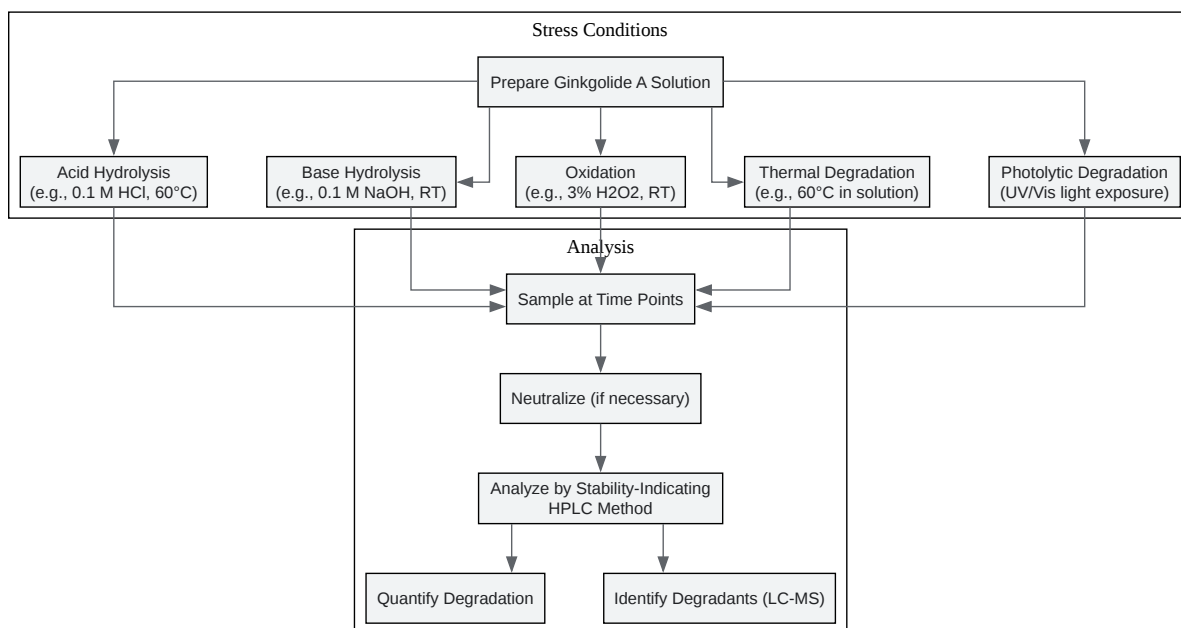 Stress Conditions
Prepare Ginkgolide A Solution
Acid Hydrolysis
(e.g., 0.1 M HCl, 60°C)
Base Hydrolysis
(e.g., 0.1 M NaOH, RT)
Oxidation
(e.g., 3% H2O2, RT)
Thermal Degradation
(e.g., 60°C in solution)
Photolytic Degradation
(UV/Vis light exposure)
Analysis
Sample at Time Points
Neutralize (if necessary)
Analyze by Stability-Indicating
HPLC Method
Quantify Degradation
Identify Degradants (LC-MS)